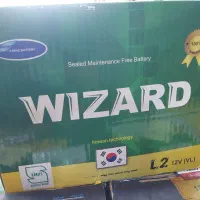 Sealed Maintenance Free Battery
WIZARD
Korean technology
L2 12V (VL)